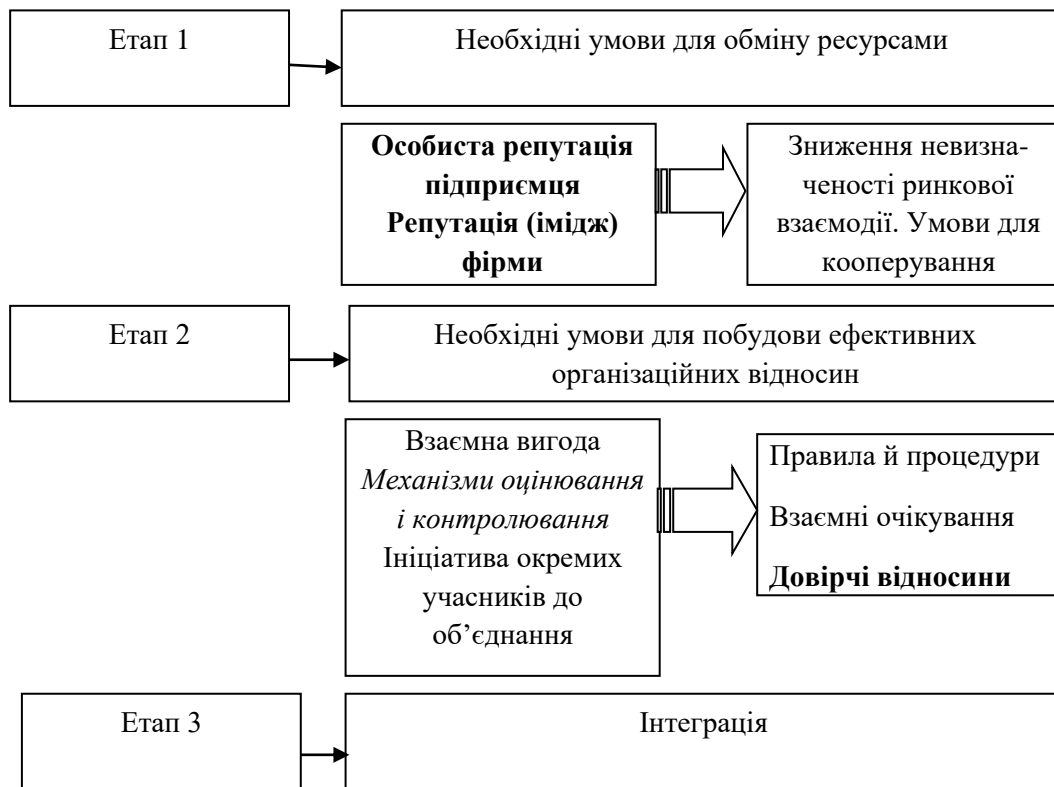 Етап 1
Необхідні умови для обміну ресурсами
Особиста репутація
підприємця
Репутація (імідж)
фірми
Зниження невизна-
ченості ринкової
взаємодії. Умови для
кооперування
Етап 2
Необхідні умови для побудови ефективних
організаційних відносин
Взаємна вигода
Механізми оцінювання
і контролювання
Ініціатива окремих
учасників до
об’єднання
Правила й процедури
Взаємні очікування
Довірчі відносини
Етап 3
Інтеграція